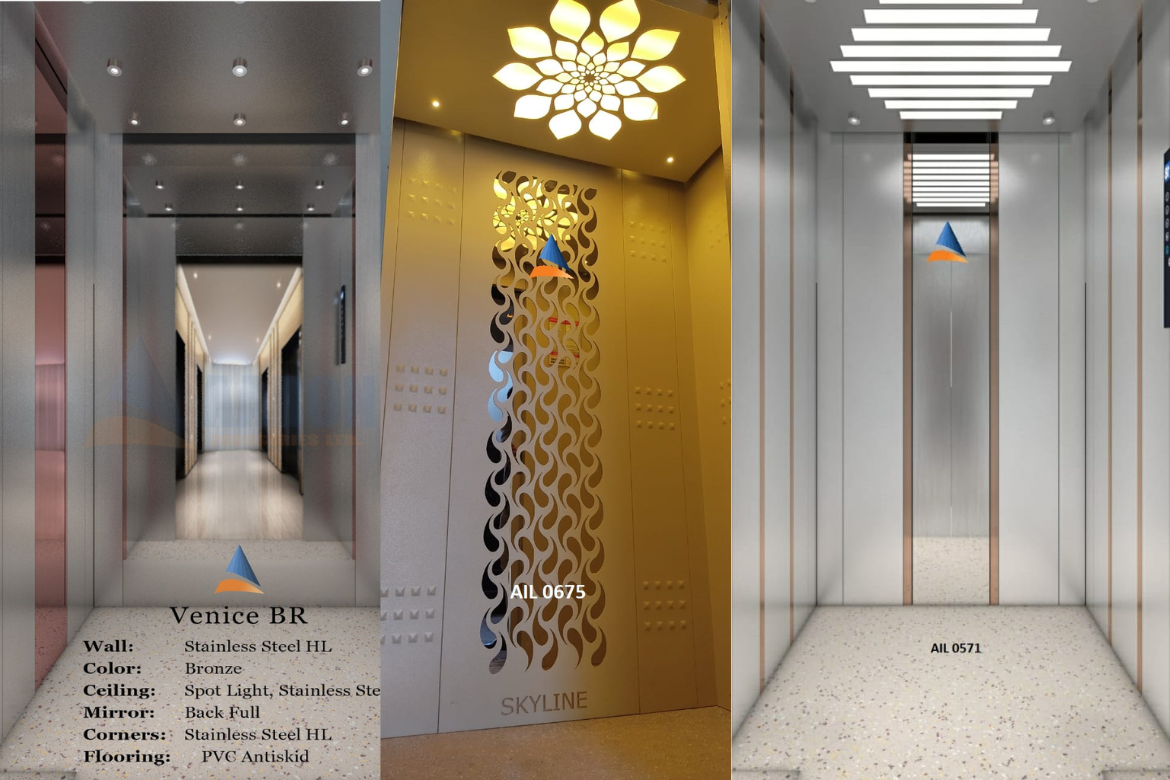 Venice BR
Wall: Stainless Steel HL
Color: Bronze
Ceiling: Spot Light, Stainless Ste
Mirror: Back Full
Corners: Stainless Steel HL
Flooring: PVC Antiskid
AIL 0675
SKYLINE
AIL 0571